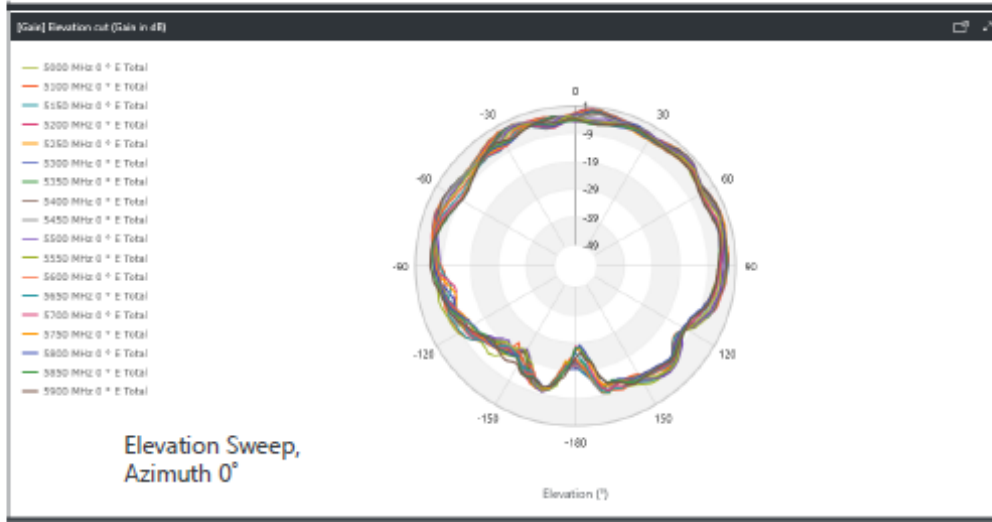 [Gain] Elevation cut (Gain in dB)
5000 MHz 0 ° E Total
5100 MHz 0 ° E Total
5150 MHz 0 ° E Total
5200 MHz 0 ° E Total
5250 MHz 0 ° E Total
5300 MHz 0 ° E Total
5350 MHz 0 ° E Total
5400 MHz 0 ° E Total
5450 MHz 0 ° E Total
5500 MHz 0 ° E Total
5550 MHz 0 ° E Total
5600 MHz 0 ° E Total
5650 MHz 0 ° E Total
5700 MHz 0 ° E Total
5750 MHz 0 ° E Total
5800 MHz 0 ° E Total
5850 MHz 0 ° E Total
5900 MHz 0 ° E Total
0
-30
30
-9
-19
-60
60
-29
-39
-49
-90
90
-120
120
-150
150
-180
Elevation Sweep,
Azimuth 0°
Elevation (°)